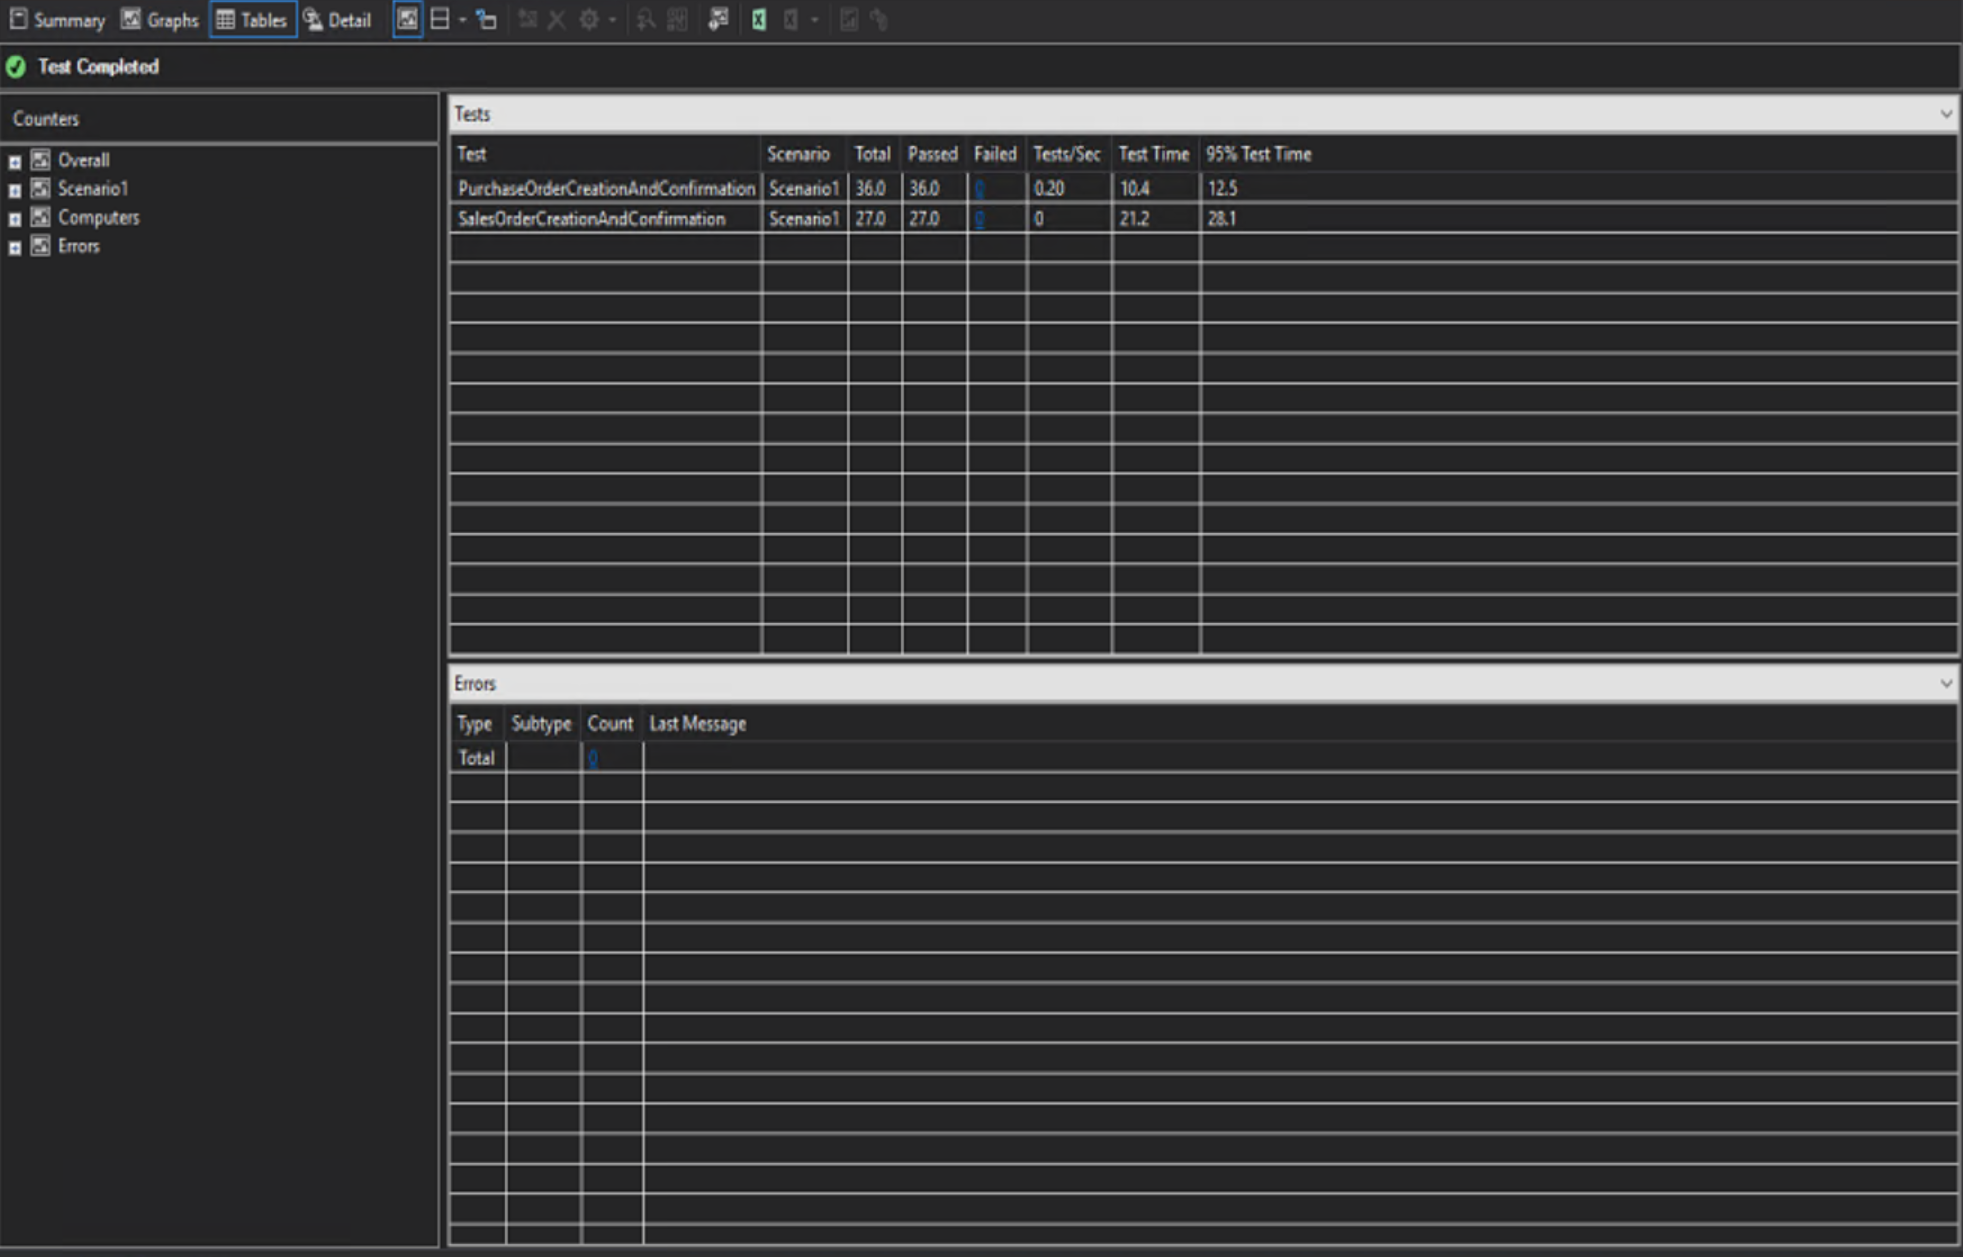 Summary Graphs Tables Detail
Test Completed
Counters
Overall
Scenario1
Computers
Errors
Tests
Test Scenario Total Passed Failed Tests/Sec Test Time 95% Test Time
PurchaseOrderCreationAndConfirmation Scenario1 36.0 36.0 0 0.20 10.4 12.5
SalesOrderCreationAndConfirmation Scenario1 27.0 27.0 0 0 21.2 28.1
Errors
Type Subtype Count Last Message
Total 0